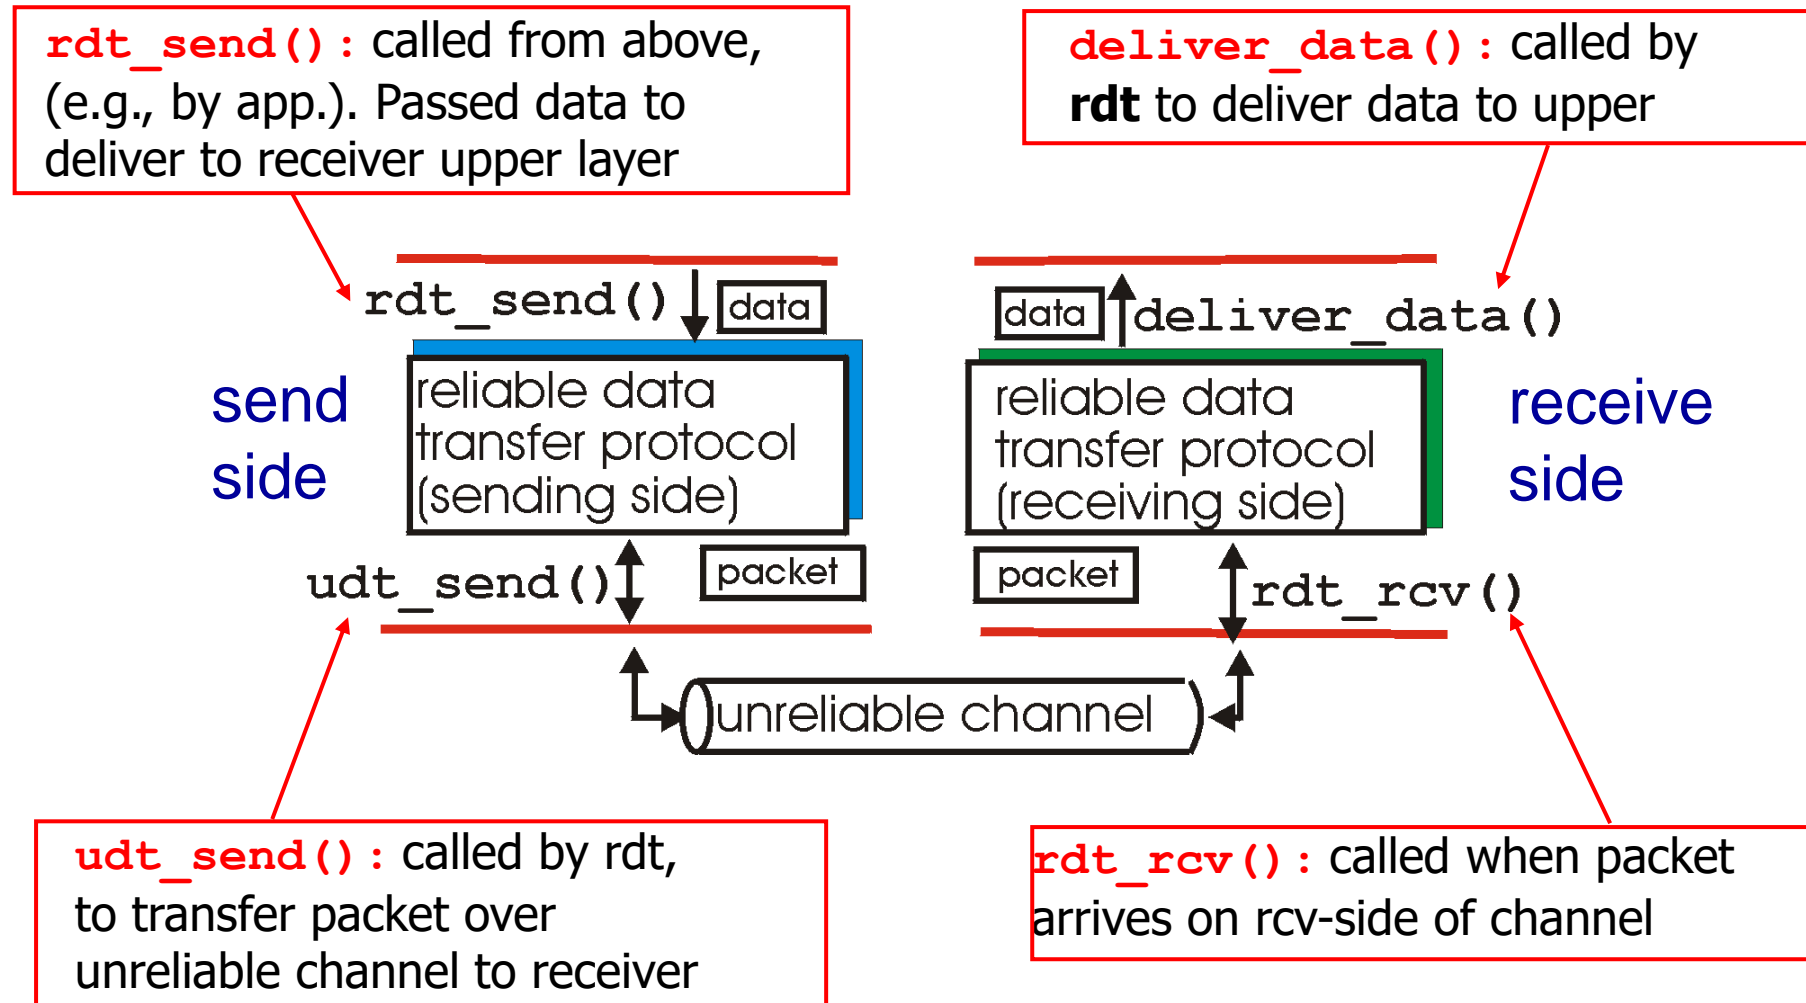 rdt_send(): called from above,
(e.g., by app.). Passed data to
deliver to receiver upper layer
deliver_data(): called by
rdt to deliver data to upper
rdt_send()
data
data
deliver_data()
send
side
reliable data
transfer protocol
(sending side)
reliable data
transfer protocol
(receiving side)
receive
side
udt_send()
packet
packet
rdt_rcv()
unreliable channel
udt_send(): called by rdt,
to transfer packet over
unreliable channel to receiver
rdt_rcv(): called when packet
arrives on rcv-side of channel